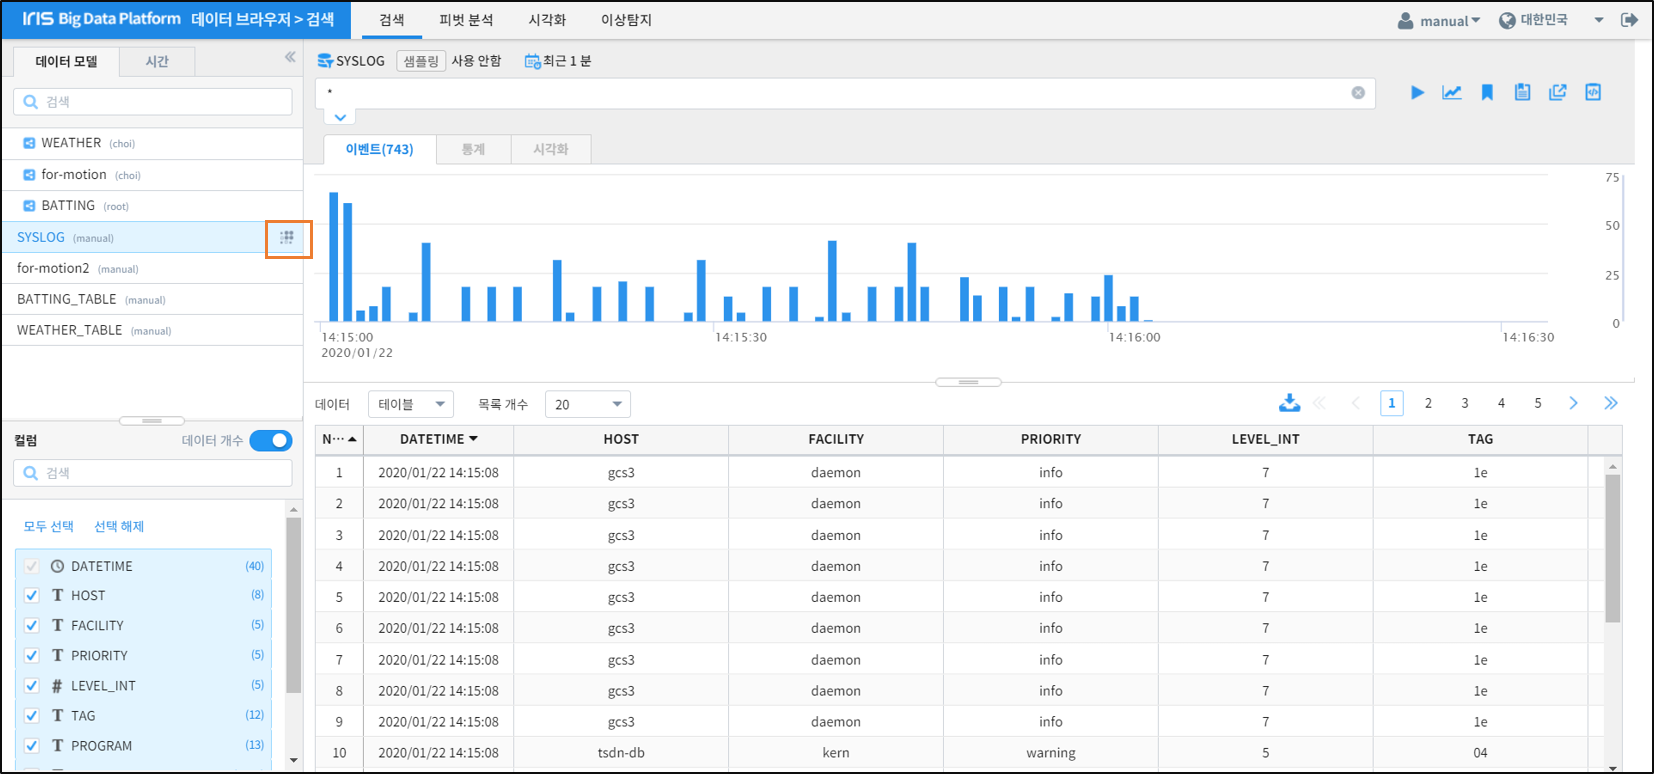 IRIS Big Data Platform 데이터 브라우저 > 검색
검색 피벗 분석 시각화 이상탐지
manual 대한민국
데이터 모델 시간
검색
WEATHER (choi)
for-motion (choi)
BATTING (root)
SYSLOG (manual)
for-motion2 (manual)
BATTING_TABLE (manual)
WEATHER_TABLE (manual)
컬럼 데이터 개수
검색
모두 선택 선택 해제
DATETIME (40)
HOST (8)
FACILITY (5)
PRIORITY (5)
# LEVEL_INT (5)
TAG (12)
PROGRAM (13)
SYSLOG 샘플링 사용 안함 최근 1 분
*
이벤트(743) 통계 시각화
75
50
25
0
14:15:00 14:15:30 14:16:00 14:16:30
2020/01/22
데이터 테이블 목록 개수 20 1 2 3 4 5
N··· DATETIME HOST FACILITY PRIORITY LEVEL_INT TAG
1 2020/01/22 14:15:08 gcs3 daemon info 7 1e
2 2020/01/22 14:15:08 gcs3 daemon info 7 1e
3 2020/01/22 14:15:08 gcs3 daemon info 7 1e
4 2020/01/22 14:15:08 gcs3 daemon info 7 1e
5 2020/01/22 14:15:08 gcs3 daemon info 7 1e
6 2020/01/22 14:15:08 gcs3 daemon info 7 1e
7 2020/01/22 14:15:08 gcs3 daemon info 7 1e
8 2020/01/22 14:15:08 gcs3 daemon info 7 1e
9 2020/01/22 14:15:08 gcs3 daemon info 7 1e
10 2020/01/22 14:15:08 tsdn-db kern warning 5 04